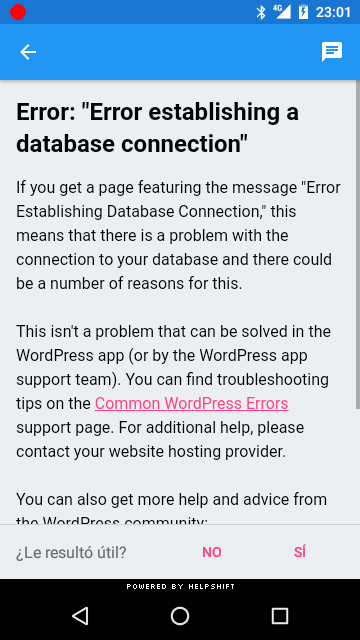 4G 23:01
Error: "Error establishing a
database connection"
If you get a page featuring the message "Error
Establishing Database Connection," this
means that there is a problem with the
connection to your database and there could
be a number of reasons for this.
This isn't a problem that can be solved in the
WordPress app (or by the WordPress app
support team). You can find troubleshooting
tips on the Common WordPress Errors
support page. For additional help, please
contact your website hosting provider.
You can also get more help and advice from
the WordPress community:
¿Le resultó útil? NO SÍ
POWERED BY HELPSHIFT